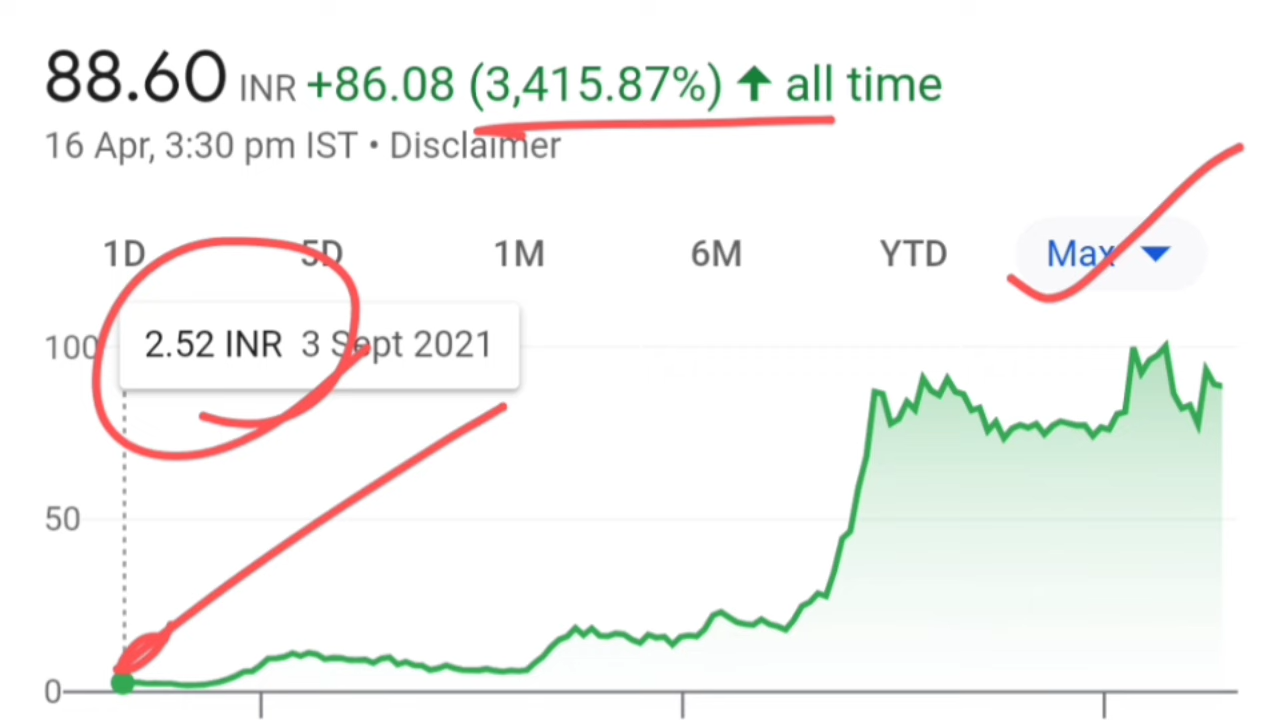 88.60 INR +86.08 (3,415.87%) ↑ all time
16 Apr, 3:30 pm IST • Disclaimer
1D 5D 1M 6M YTD Max
100
2.52 INR 3 Sept 2021
50
0